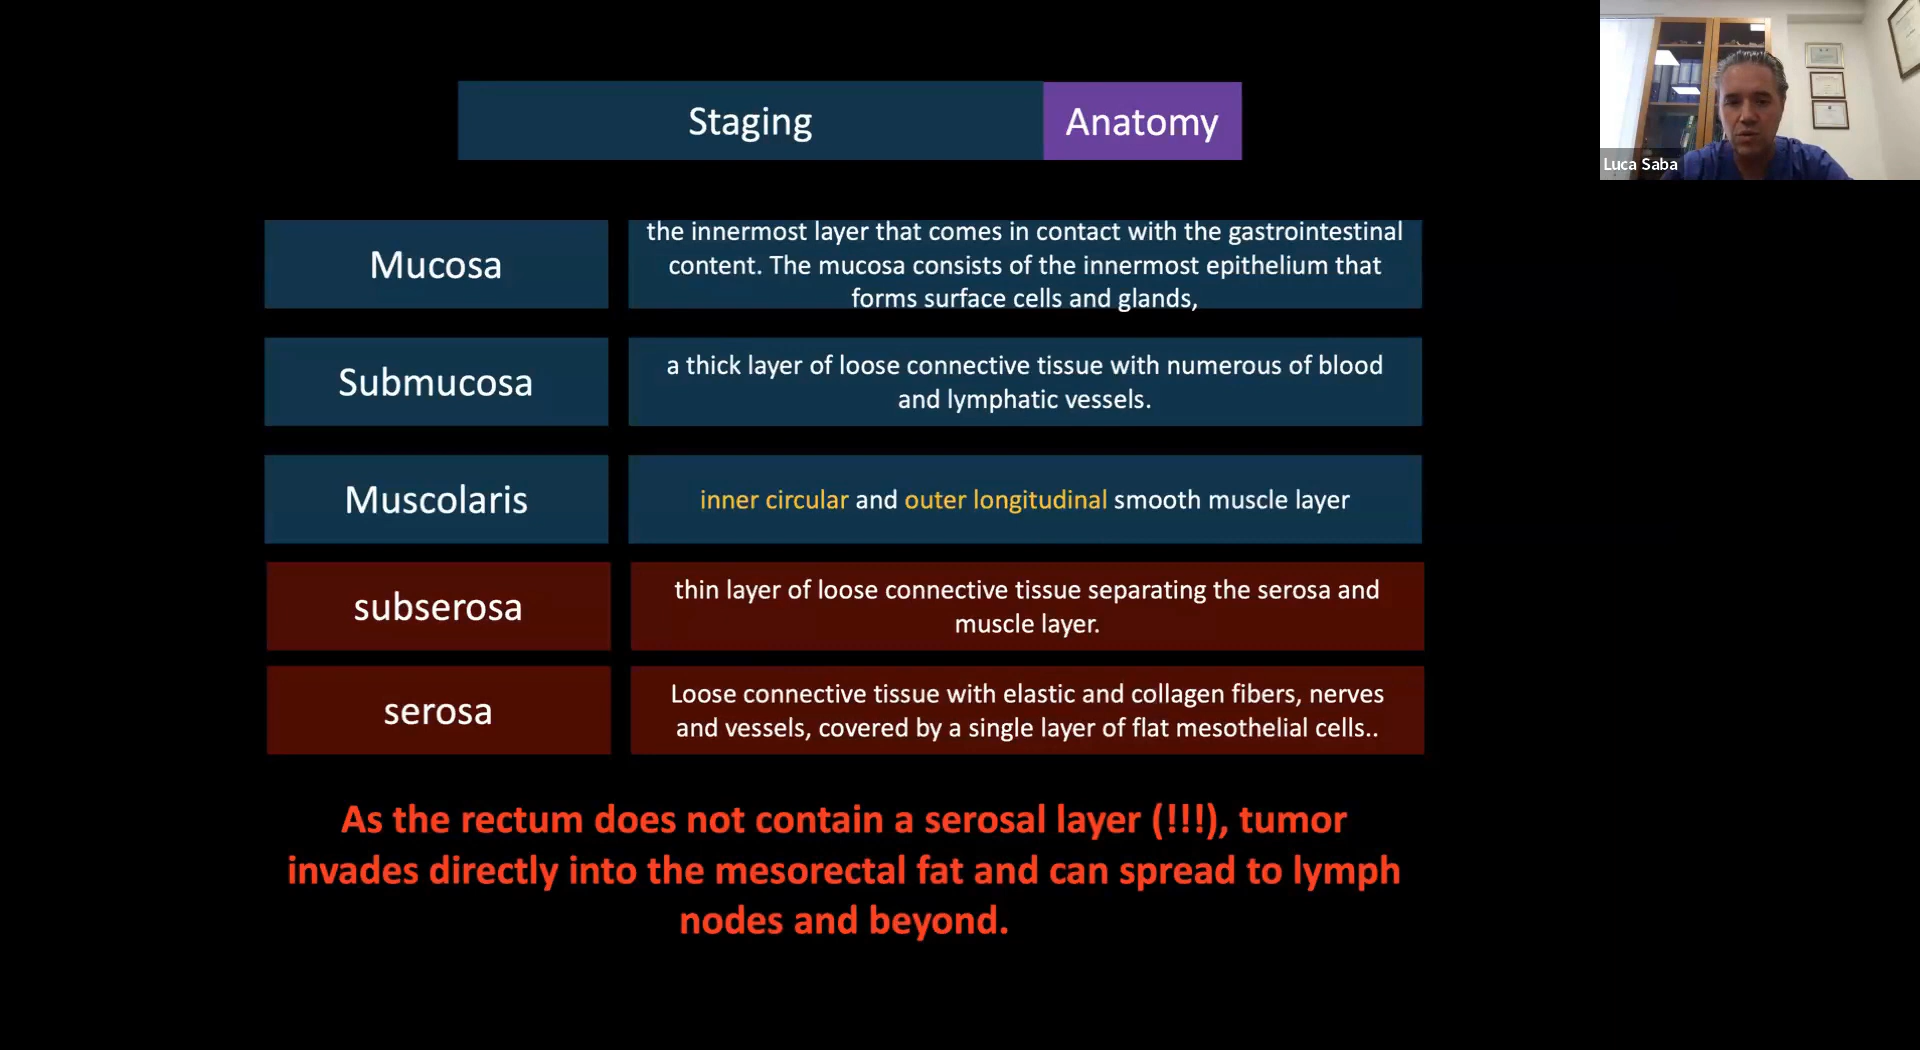 Staging
Anatomy
Luca Saba
Mucosa
the innermost layer that comes in contact with the gastrointestinal
content. The mucosa consists of the innermost epithelium that
forms surface cells and glands,
Submucosa
a thick layer of loose connective tissue with numerous of blood
and lymphatic vessels.
Muscolaris
inner circular and outer longitudinal smooth muscle layer
subserosa
thin layer of loose connective tissue separating the serosa and
muscle layer.
serosa
Loose connective tissue with elastic and collagen fibers, nerves
and vessels, covered by a single layer of flat mesothelial cells..
As the rectum does not contain a serosal layer (!!!), tumor
invades directly into the mesorectal fat and can spread to lymph
nodes and beyond.